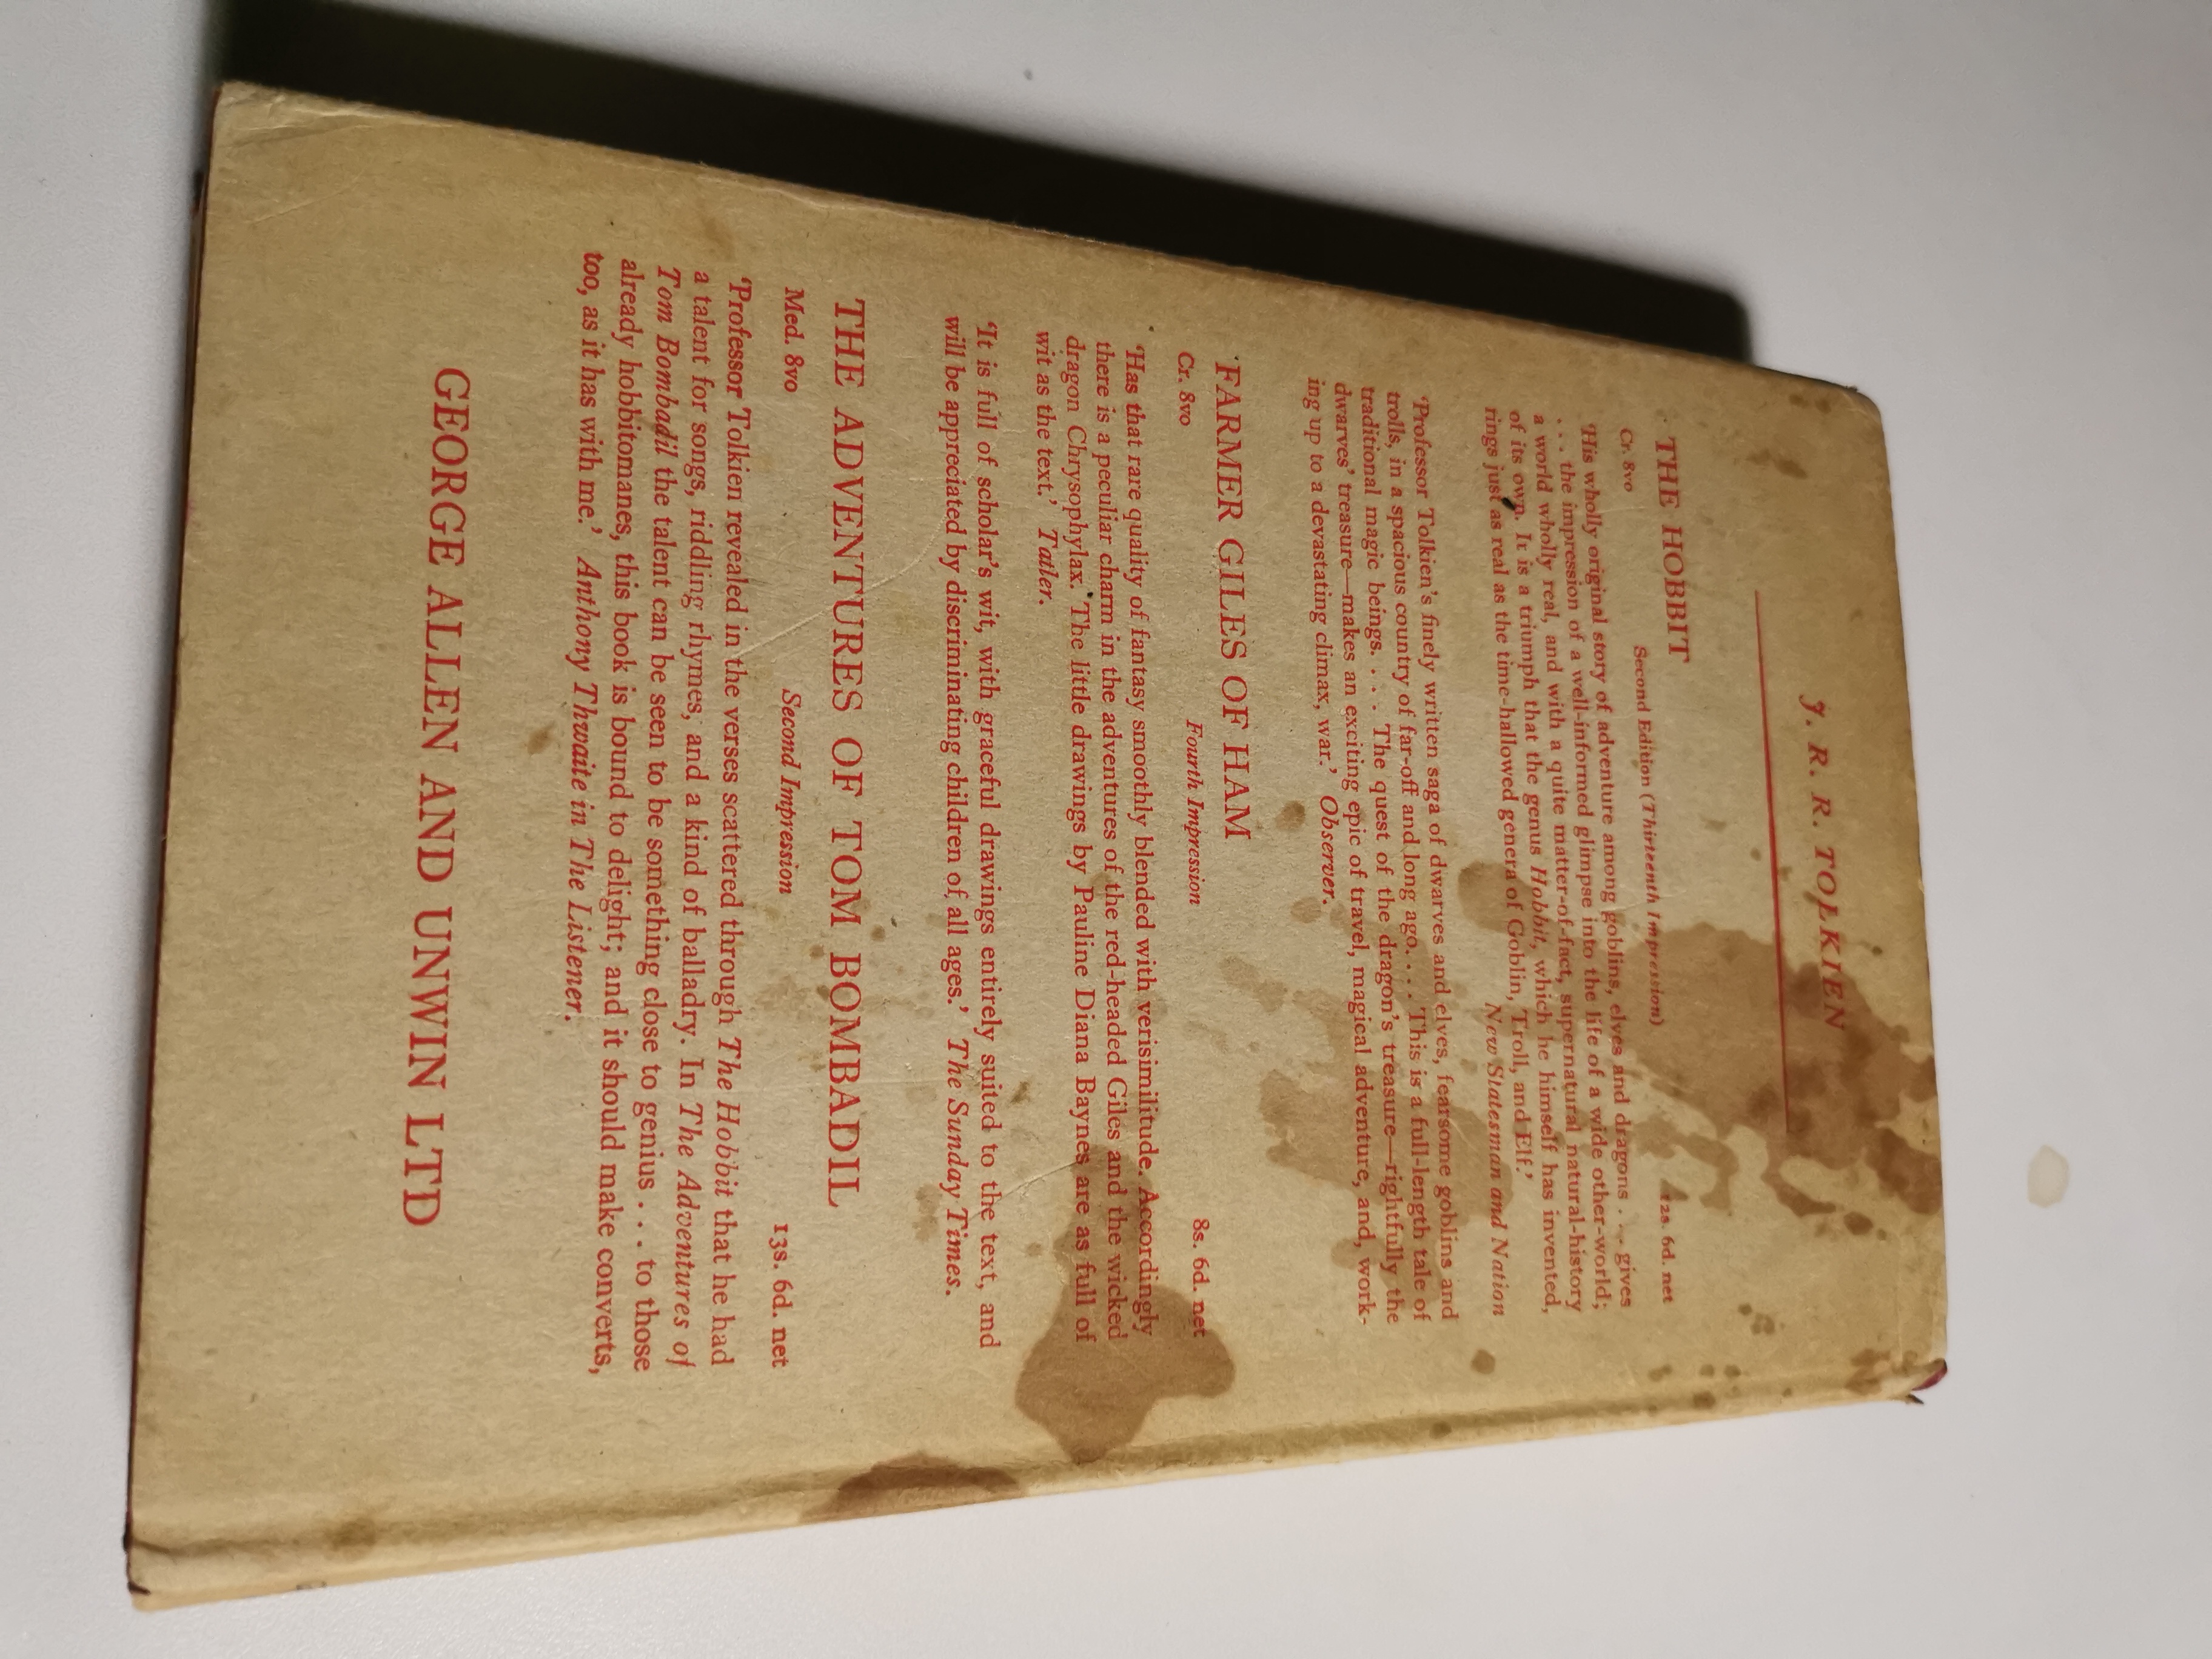 J. R. R. TOLKIEN
THE HOBBIT
Second Edition (Thirteenth Impression)
Cr. 8vo 12s. 6d. net
'His wholly original story of adventure among goblins, elves and dragons . . . gives
. . . the impression of a well-informed glimpse into the life of a wide other-world;
a world wholly real, and with a quite matter-of-fact, supernatural natural-history
of its own. It is a triumph that the genus Hobbit, which he himself has invented,
rings just as real as the time-hallowed genera of Goblin, Troll, and Elf.'
New Statesman and Nation
'Professor Tolkien's finely written saga of dwarves and elves, fearsome goblins and
trolls, in a spacious country of far-off and long ago. . . . This is a full-length tale of
traditional magic beings. . . . The quest of the dragon's treasure—rightfully the
dwarves' treasure—makes an exciting epic of travel, magical adventure, and, work-
ing up to a devastating climax, war.' Observer.
FARMER GILES OF HAM
Cr. 8vo Fourth Impression 8s. 6d. net
'Has that rare quality of fantasy smoothly blended with verisimilitude. Accordingly
there is a peculiar charm in the adventures of the red-headed Giles and the wicked
dragon Chrysophylax. The little drawings by Pauline Diana Baynes are as full of
wit as the text.' Tatler.
'It is full of scholar's wit, with graceful drawings entirely suited to the text, and
will be appreciated by discriminating children of all ages.' The Sunday Times.
THE ADVENTURES OF TOM BOMBADIL
Med. 8vo Second Impression 13s. 6d. net
'Professor Tolkien revealed in the verses scattered through The Hobbit that he had
a talent for songs, riddling rhymes, and a kind of balladry. In The Adventures of
Tom Bombadil the talent can be seen to be something close to genius . . . to those
already hobbitomanes, this book is bound to delight; and it should make converts,
too, as it has with me.' Anthony Thwaite in The Listener.
GEORGE ALLEN AND UNWIN LTD